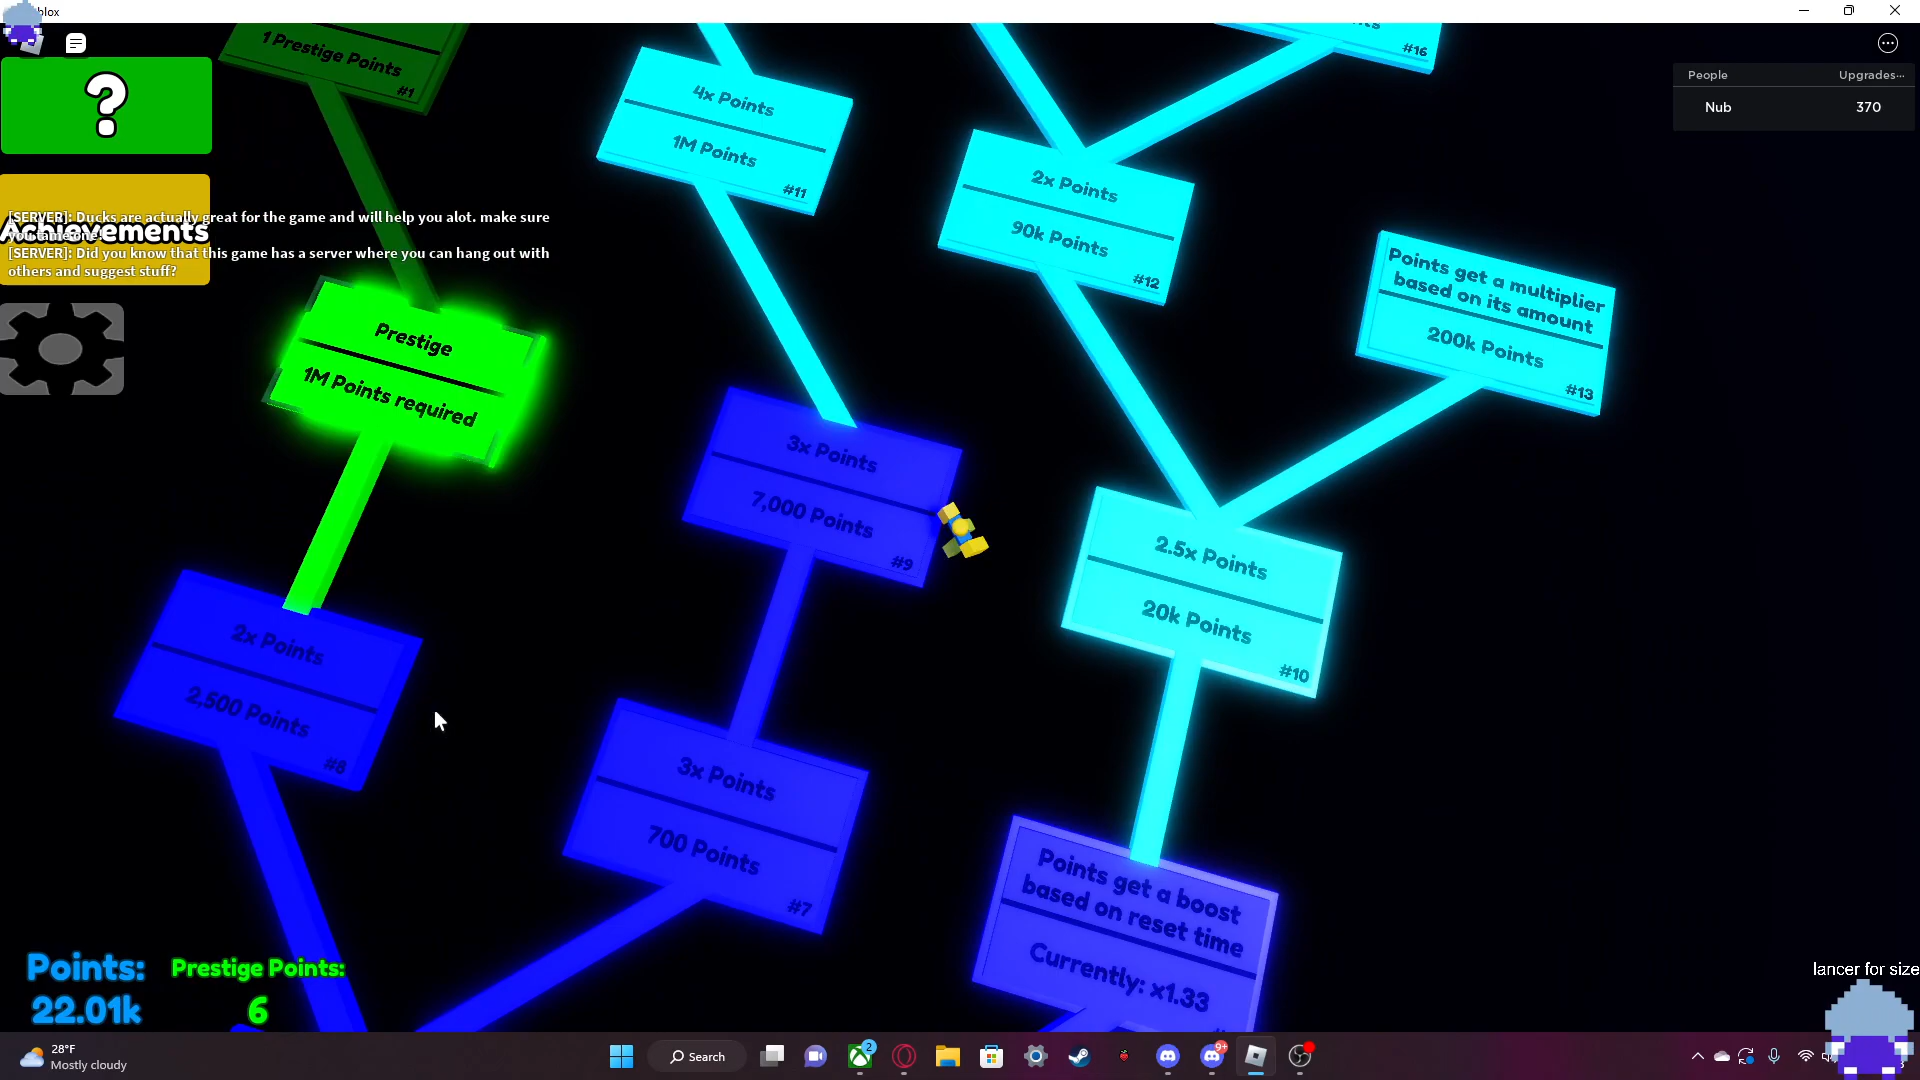 blox
People Upgrades···
Nub 370
?
Achievements
[SERVER]: Ducks are actually great for the game and will help you alot. make sure
you tame one!
[SERVER]: Did you know that this game has a server where you can hang out with
others and suggest stuff?
1 Prestige Points
#1
Prestige
1M Points required
4x Points
1M Points
#11
#16
2x Points
90k Points
#12
Points get a multiplier
based on its amount
200k Points
#13
3x Points
7,000 Points
#9
2.5x Points
20k Points
#10
2x Points
2,500 Points
#8
3x Points
700 Points
#7
Points get a boost
based on reset time
Currently: x1.33
Points:
22.01k
Prestige Points:
6
lancer for size
28°F
Mostly cloudy
Search
2
9+